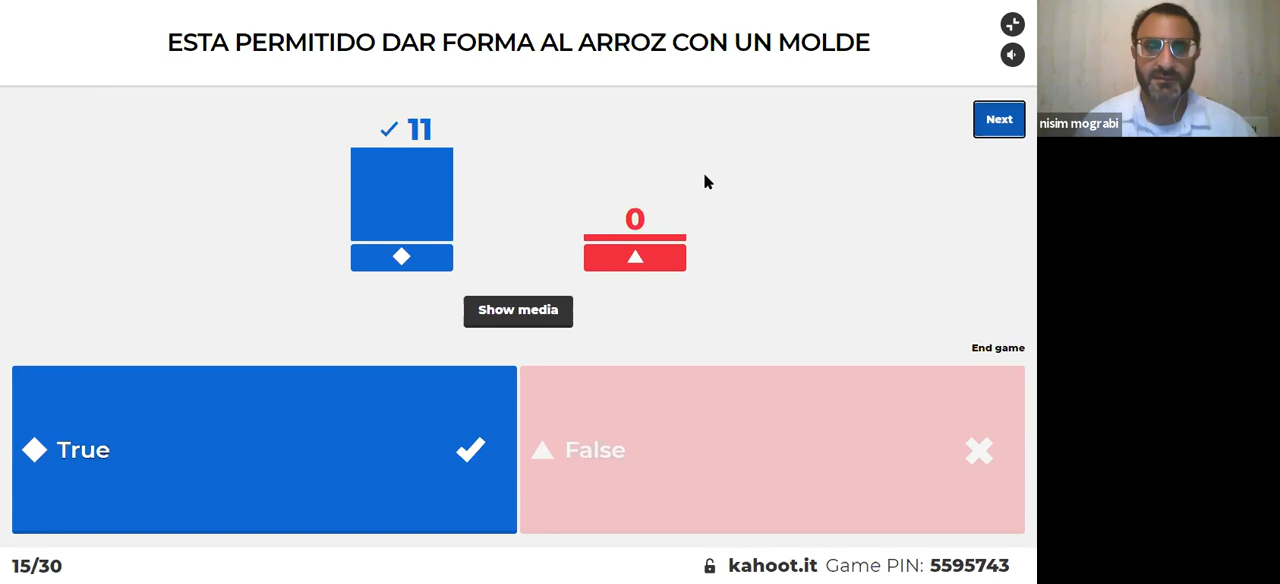 ESTA PERMITIDO DAR FORMA AL ARROZ CON UN MOLDE
Next
nisim mograbi
11
0
Show media
End game
True
False
15/30
kahoot.it Game PIN: 5595743